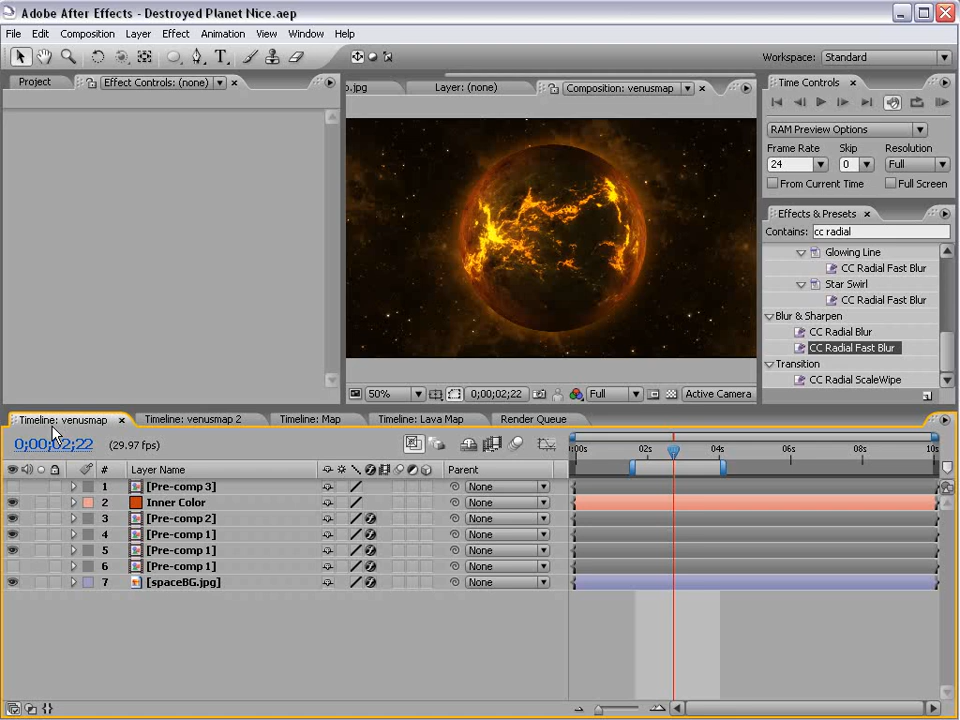 Adobe After Effects - Destroyed Planet Nice.aep
File Edit Composition Layer Effect Animation View Window Help
Workspace: Standard
Project Effect Controls: (none)
o.jpg Layer: (none) Composition: venusmap
Time Controls
RAM Preview Options
Frame Rate Skip Resolution
24 0 Full
From Current Time Full Screen
Effects & Presets
Contains: cc radial
Glowing Line
CC Radial Fast Blur
Star Swirl
CC Radial Fast Blur
Blur & Sharpen
CC Radial Blur
CC Radial Fast Blur
Transition
CC Radial ScaleWipe
50% 0;00;02;22 Full Active Camera
Timeline: venusmap Timeline: venusmap 2 Timeline: Map Timeline: Lava Map Render Queue
0;00;02;22 (29.97 fps)
:00s 02s 04s 06s 08s 10s
# Layer Name Parent
1 [Pre-comp 3] None
2 Inner Color None
3 [Pre-comp 2] None
4 [Pre-comp 1] None
5 [Pre-comp 1] None
6 [Pre-comp 1] None
7 [spaceBG.jpg] None